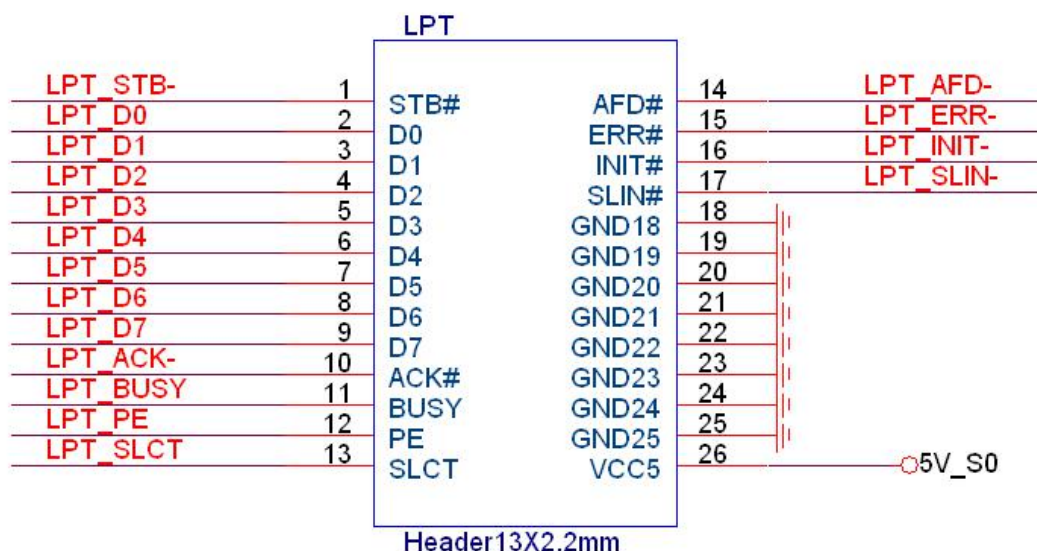 LPT
LPT_STB- 1 STB# AFD# 14 LPT_AFD-
LPT_D0 2 D0 ERR# 15 LPT_ERR-
LPT_D1 3 D1 INIT# 16 LPT_INIT-
LPT_D2 4 D2 SLIN# 17 LPT_SLIN-
LPT_D3 5 D3 GND18 18
LPT_D4 6 D4 GND19 19
LPT_D5 7 D5 GND20 20
LPT_D6 8 D6 GND21 21
LPT_D7 9 D7 GND22 22
LPT_ACK- 10 ACK# GND23 23
LPT_BUSY 11 BUSY GND24 24
LPT_PE 12 PE GND25 25
LPT_SLCT 13 SLCT VCC5 26 5V_S0
Header13X2,2mm